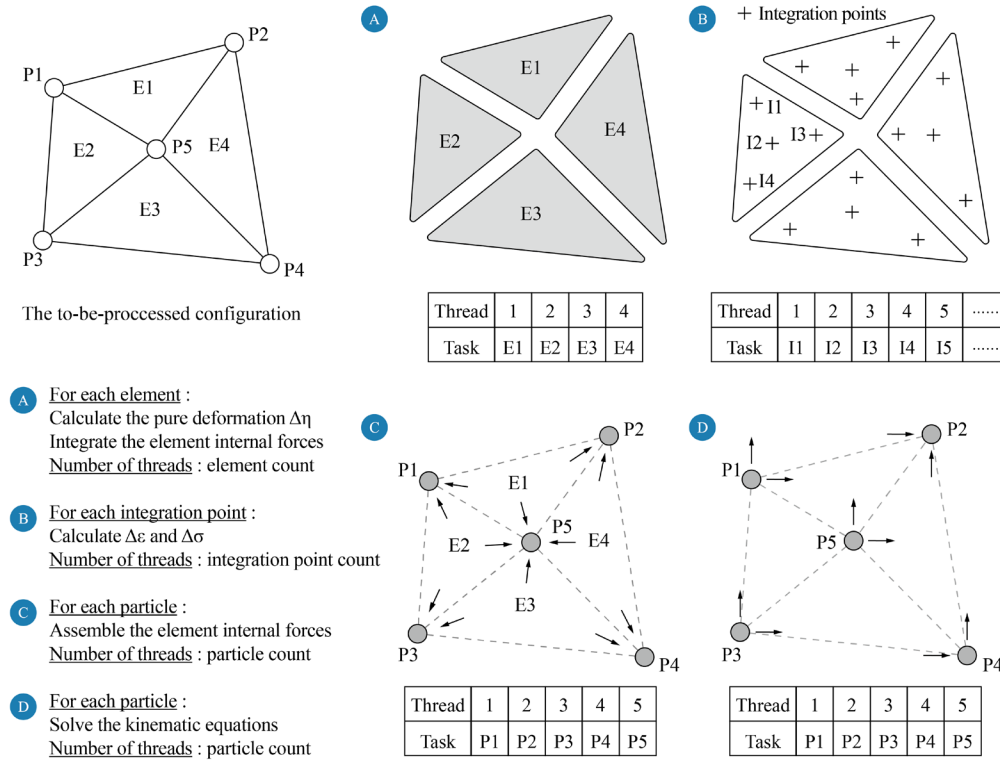 P1
P2
E1
E2
P5
E4
E3
P3
P4
The to-be-proccessed configuration
A
E1
E2
E4
E3
Thread 1 2 3 4
Task E1 E2 E3 E4
B
+ Integration points
I1
I2
I3
I4
Thread 1 2 3 4 5 ······
Task I1 I2 I3 I4 I5 ······
A
For each element :
Calculate the pure deformation Δη
Integrate the element internal forces
Number of threads : element count
B
For each integration point :
Calculate Δε and Δσ
Number of threads : integration point count
C
For each particle :
Assemble the element internal forces
Number of threads : particle count
D
For each particle :
Solve the kinematic equations
Number of threads : particle count
C
P2
P1
E1
P5
E2
E4
E3
P3
P4
Thread 1 2 3 4 5
Task P1 P2 P3 P4 P5
D
P2
P1
P5
P3
P4
Thread 1 2 3 4 5
Task P1 P2 P3 P4 P5